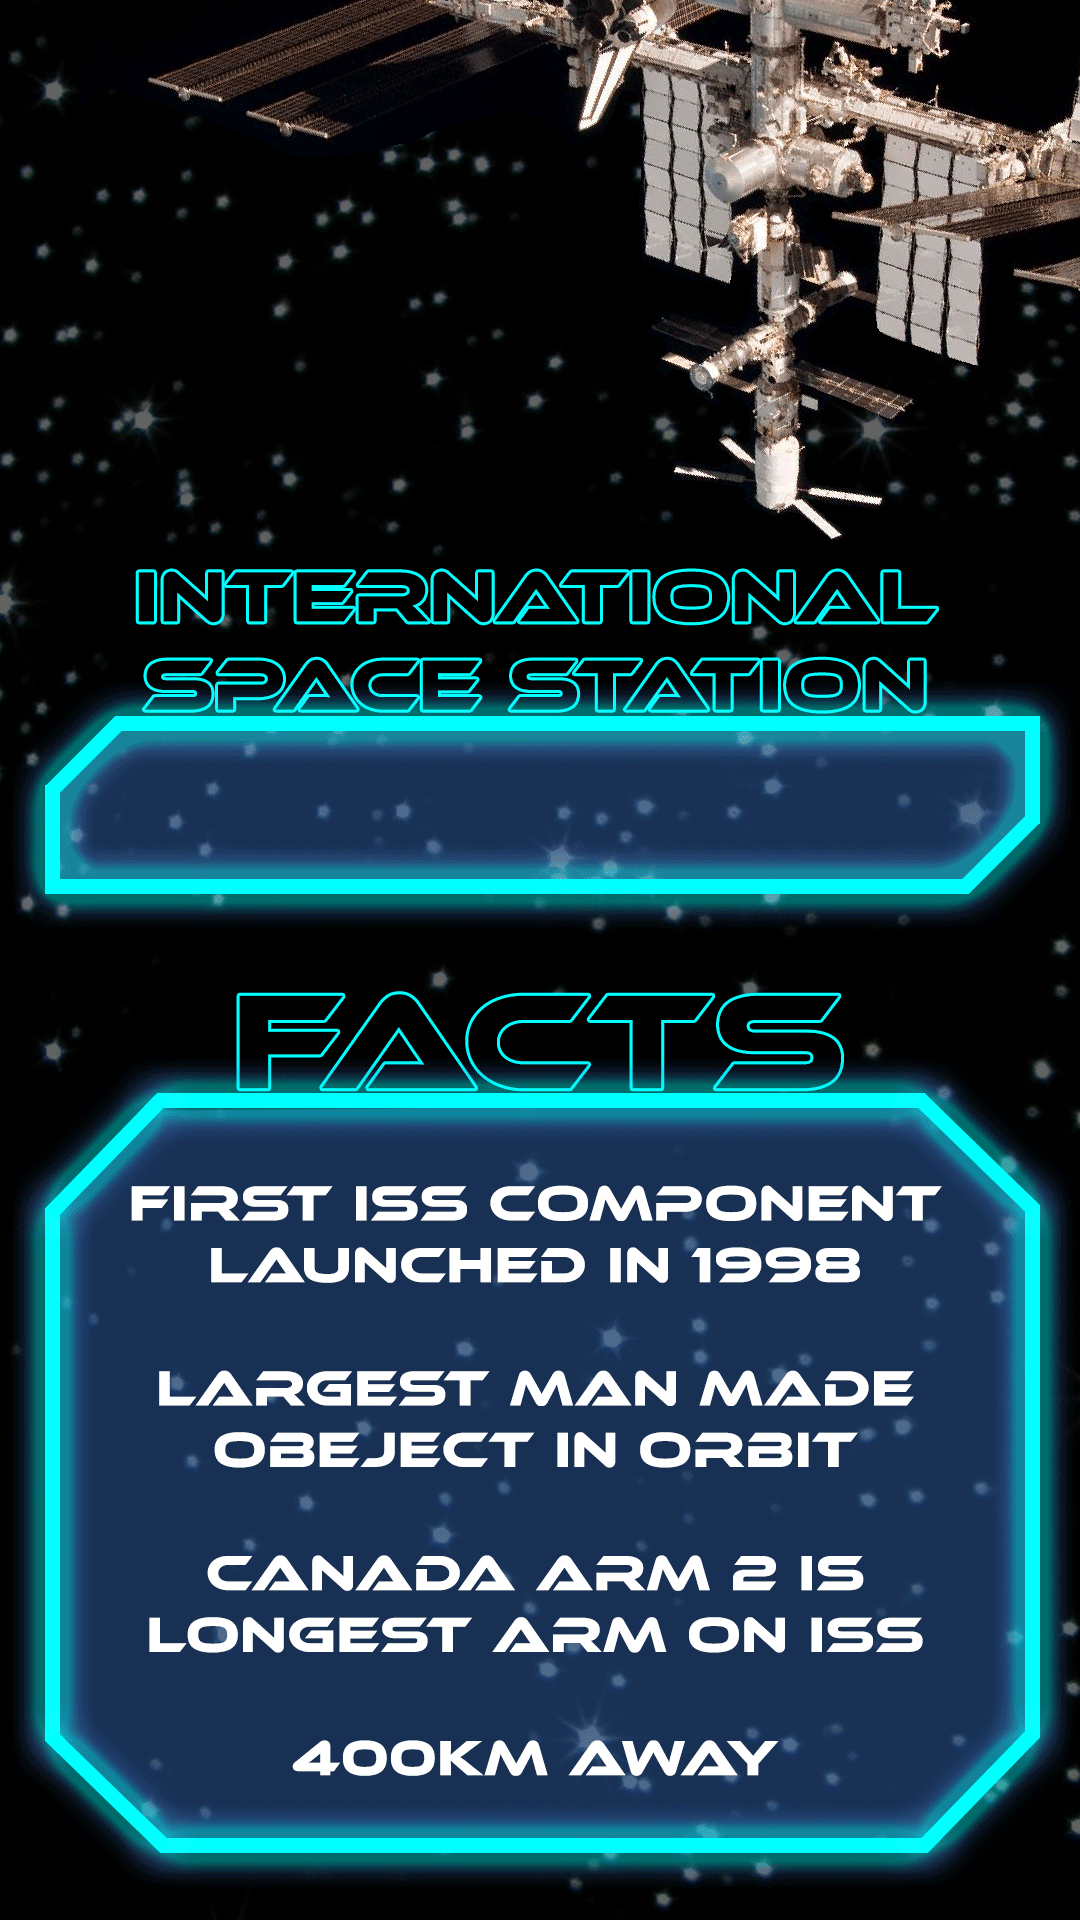 INTERNATIONAL
SPACE STATION
FACTS
FIRST ISS COMPONENT
LAUNCHED IN 1998
LARGEST MAN MADE
OBEJECT IN ORBIT
CANADA ARM 2 IS
LONGEST ARM ON ISS
400KM AWAY